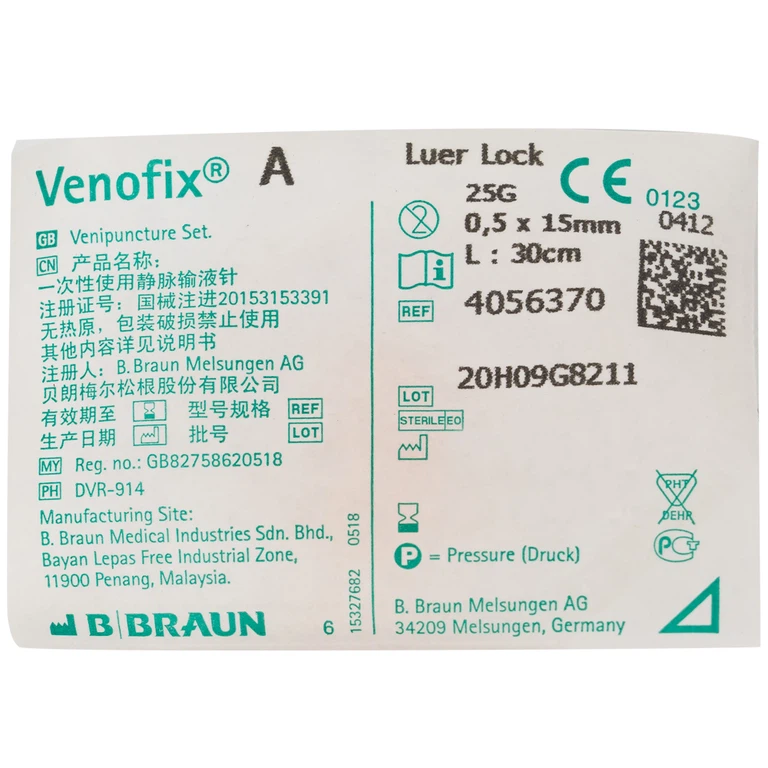 Venofix® A
GB Venipuncture Set.
CN 产品名称：
一次性使用静脉输液针
注册证号：国械注进20153153391
无热原，包装破损禁止使用
其他内容详见说明书
注册人：B.Braun Melsungen AG
贝朗梅尔松根股份有限公司
有效期至 型号规格 REF
生产日期 批号 LOT
MY Reg. no.: GB82758620518
PH DVR-914
Manufacturing Site:
B. Braun Medical Industries Sdn. Bhd.,
Bayan Lepas Free Industrial Zone,
11900 Penang, Malaysia.
B|BRAUN 6
15327682 0518
Luer Lock
25G
2 0,5 x 15mm
L : 30cm
CE 0123
0412
REF 4056370
20H09G8211
LOT
STERILE EO
PHT
DEHP
P = Pressure (Druck)
PCT
B. Braun Melsungen AG
34209 Melsungen, Germany